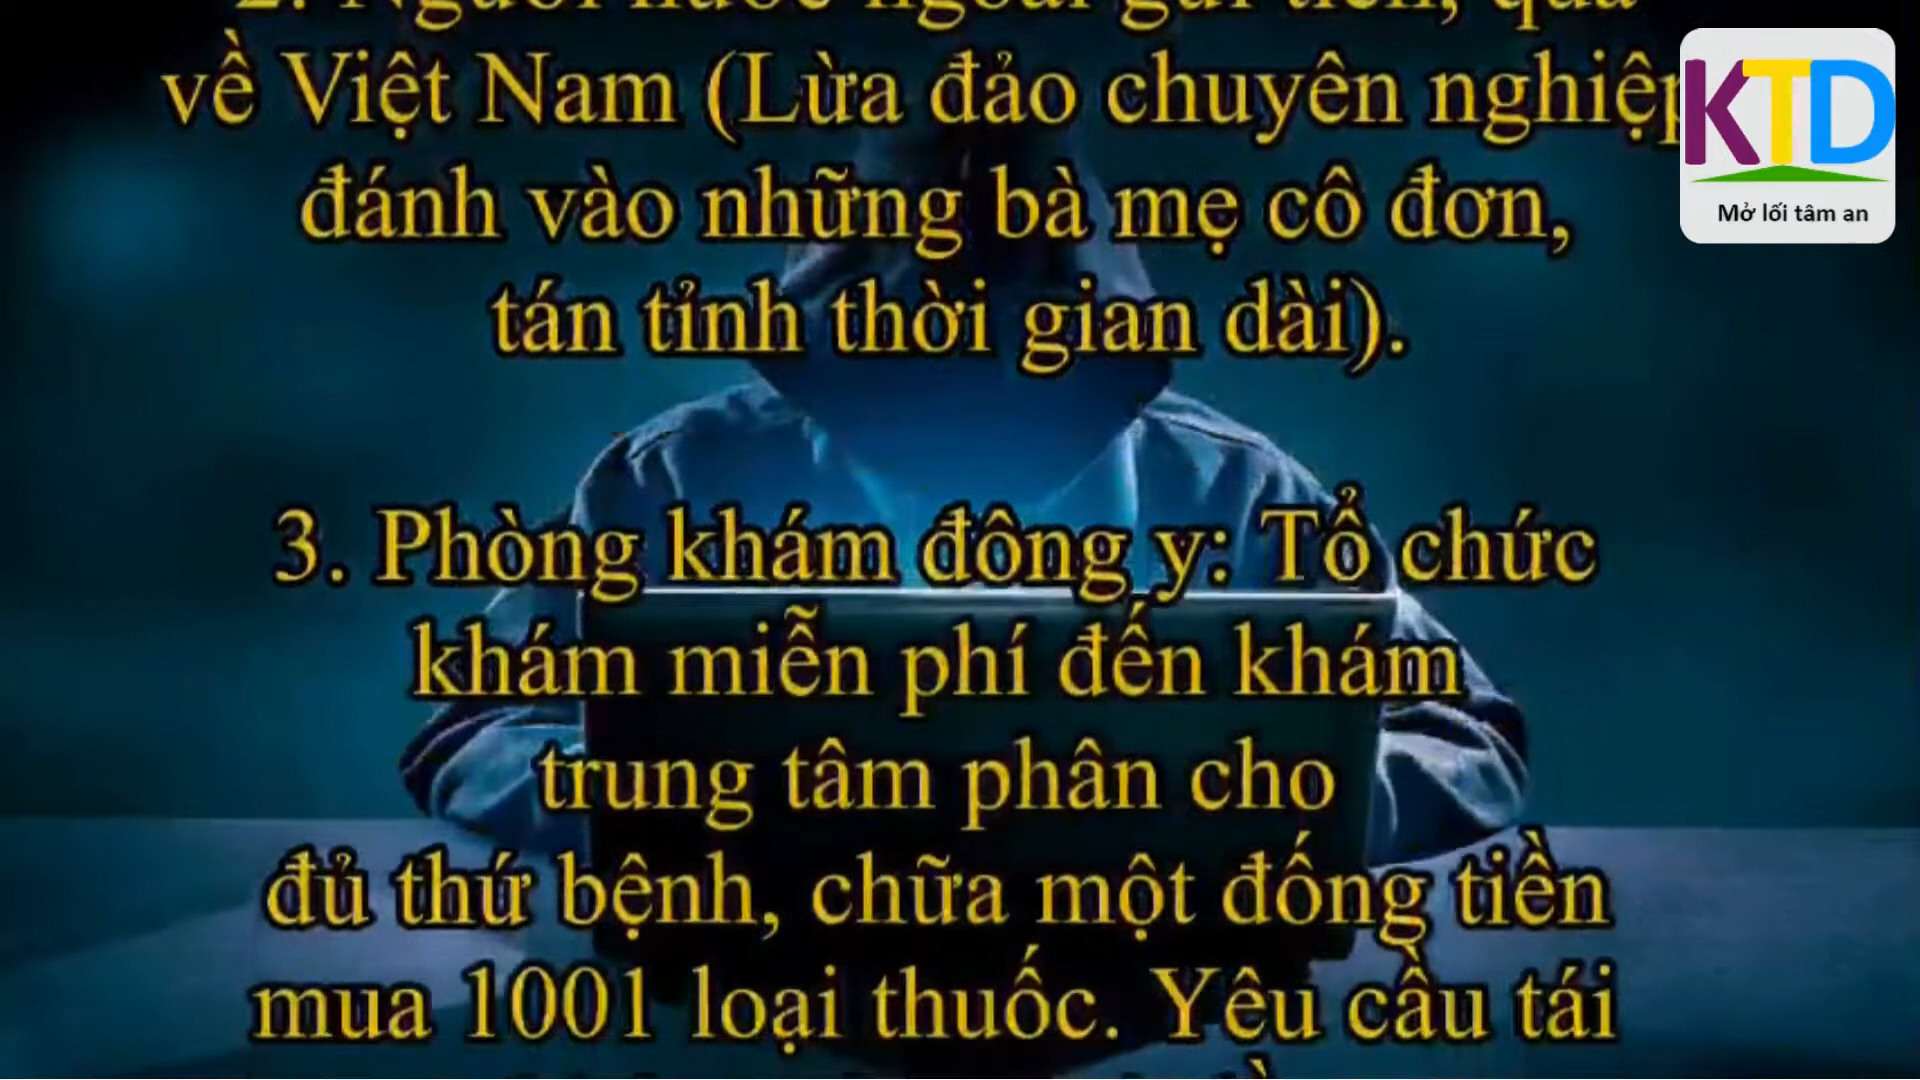 2. Người nước ngoài gửi tiền, quà
về Việt Nam (Lừa đảo chuyên nghiệp
đánh vào những bà mẹ cô đơn,
tán tỉnh thời gian dài).
3. Phòng khám đông y: Tổ chức
khám miễn phí đến khám
trung tâm phân cho
đủ thứ bệnh, chữa một đống tiền
mua 1001 loại thuốc. Yêu cầu tái
KTD
Mở lối tâm an